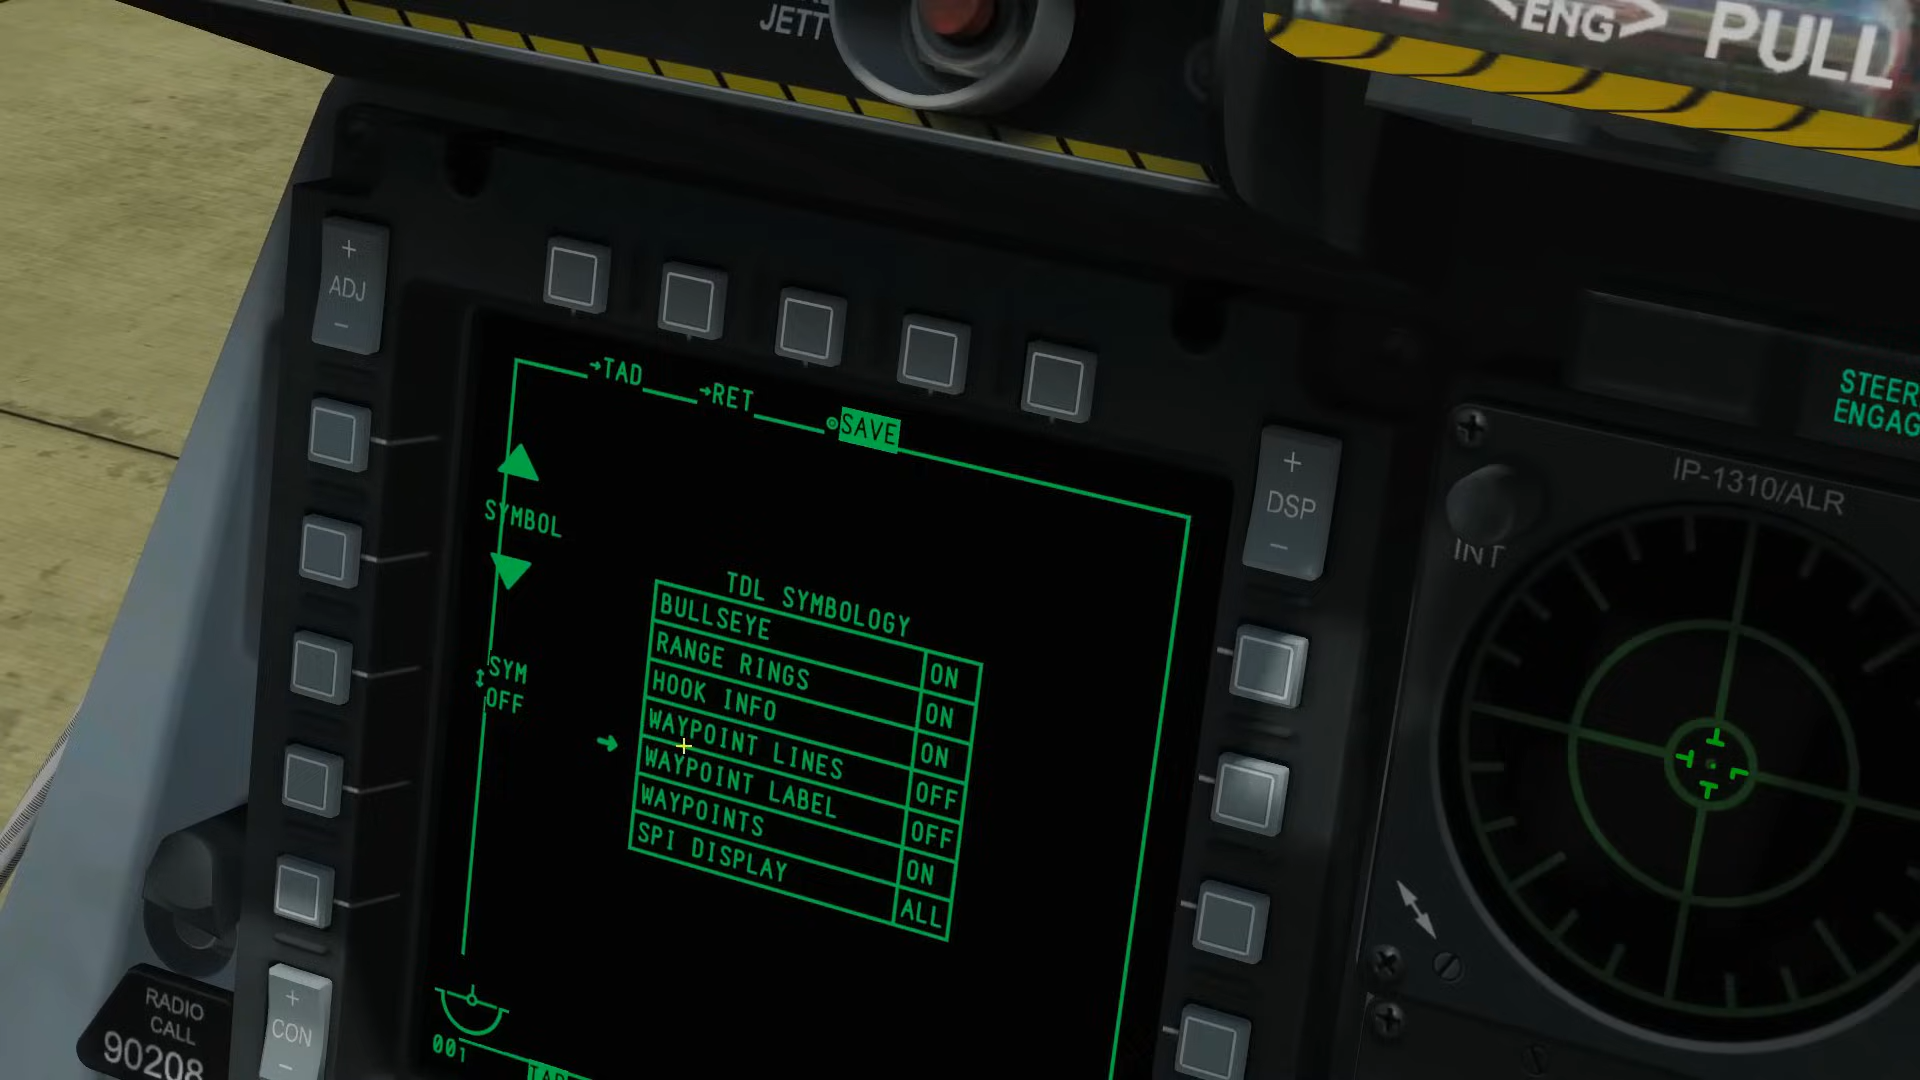 JETT
<ENG> PULL
+
ADJ
-
→TAD
→RET
SAVE
SYMBOL
SYM
OFF
TDL SYMBOLOGY
BULLSEYE ON
RANGE RINGS ON
HOOK INFO ON
WAYPOINT LINES OFF
WAYPOINT LABEL OFF
WAYPOINTS ON
SPI DISPLAY ALL
001
+
DSP
-
STEER
ENGAG
IP-1310/ALR
INT
RADIO
CALL
90208
+
CON
-